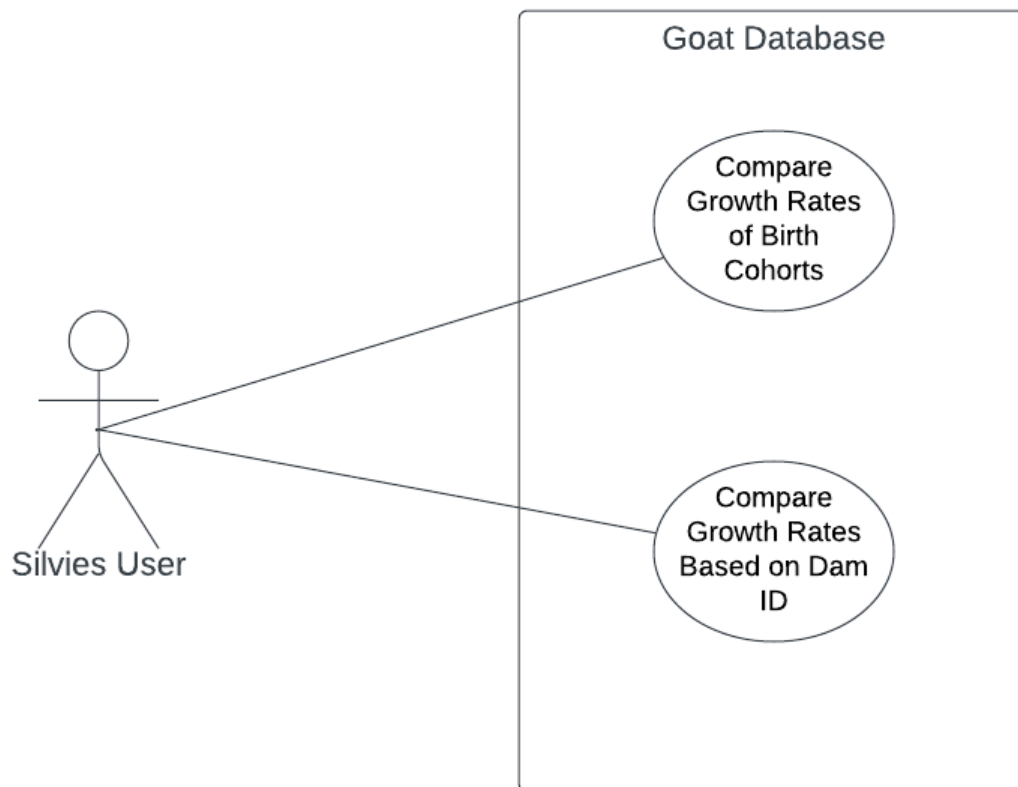 Goat Database
Compare
Growth Rates
of Birth
Cohorts
Silvies User
Compare
Growth Rates
Based on Dam
ID